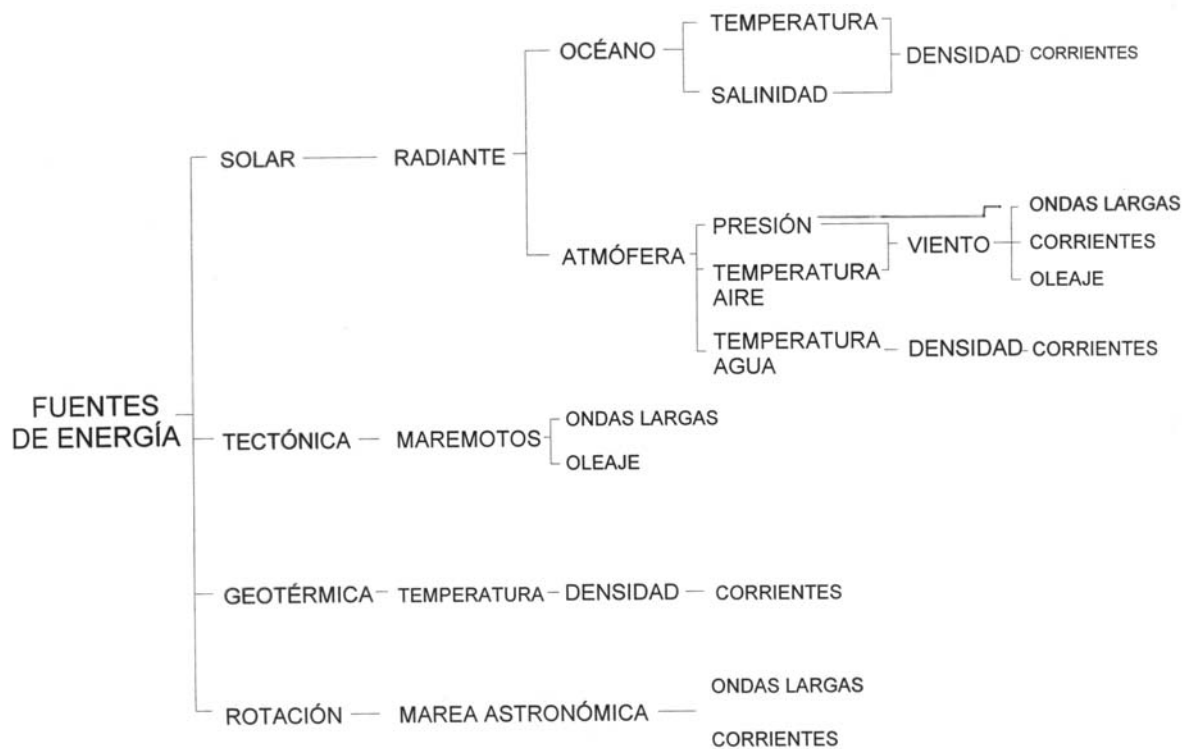 TEMPERATURA
OCÉANO
DENSIDAD CORRIENTES
SALINIDAD
SOLAR
RADIANTE
ONDAS LARGAS
PRESIÓN
ATMÓFERA
VIENTO
CORRIENTES
TEMPERATURA
AIRE
OLEAJE
TEMPERATURA
AGUA
DENSIDAD CORRIENTES
FUENTES
DE ENERGÍA
ONDAS LARGAS
TECTÓNICA
MAREMOTOS
OLEAJE
GEOTÉRMICA TEMPERATURA DENSIDAD CORRIENTES
ONDAS LARGAS
ROTACIÓN
MAREA ASTRONÓMICA
CORRIENTES